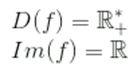 D(f) = ℝ₊*
Im(f) = ℝ